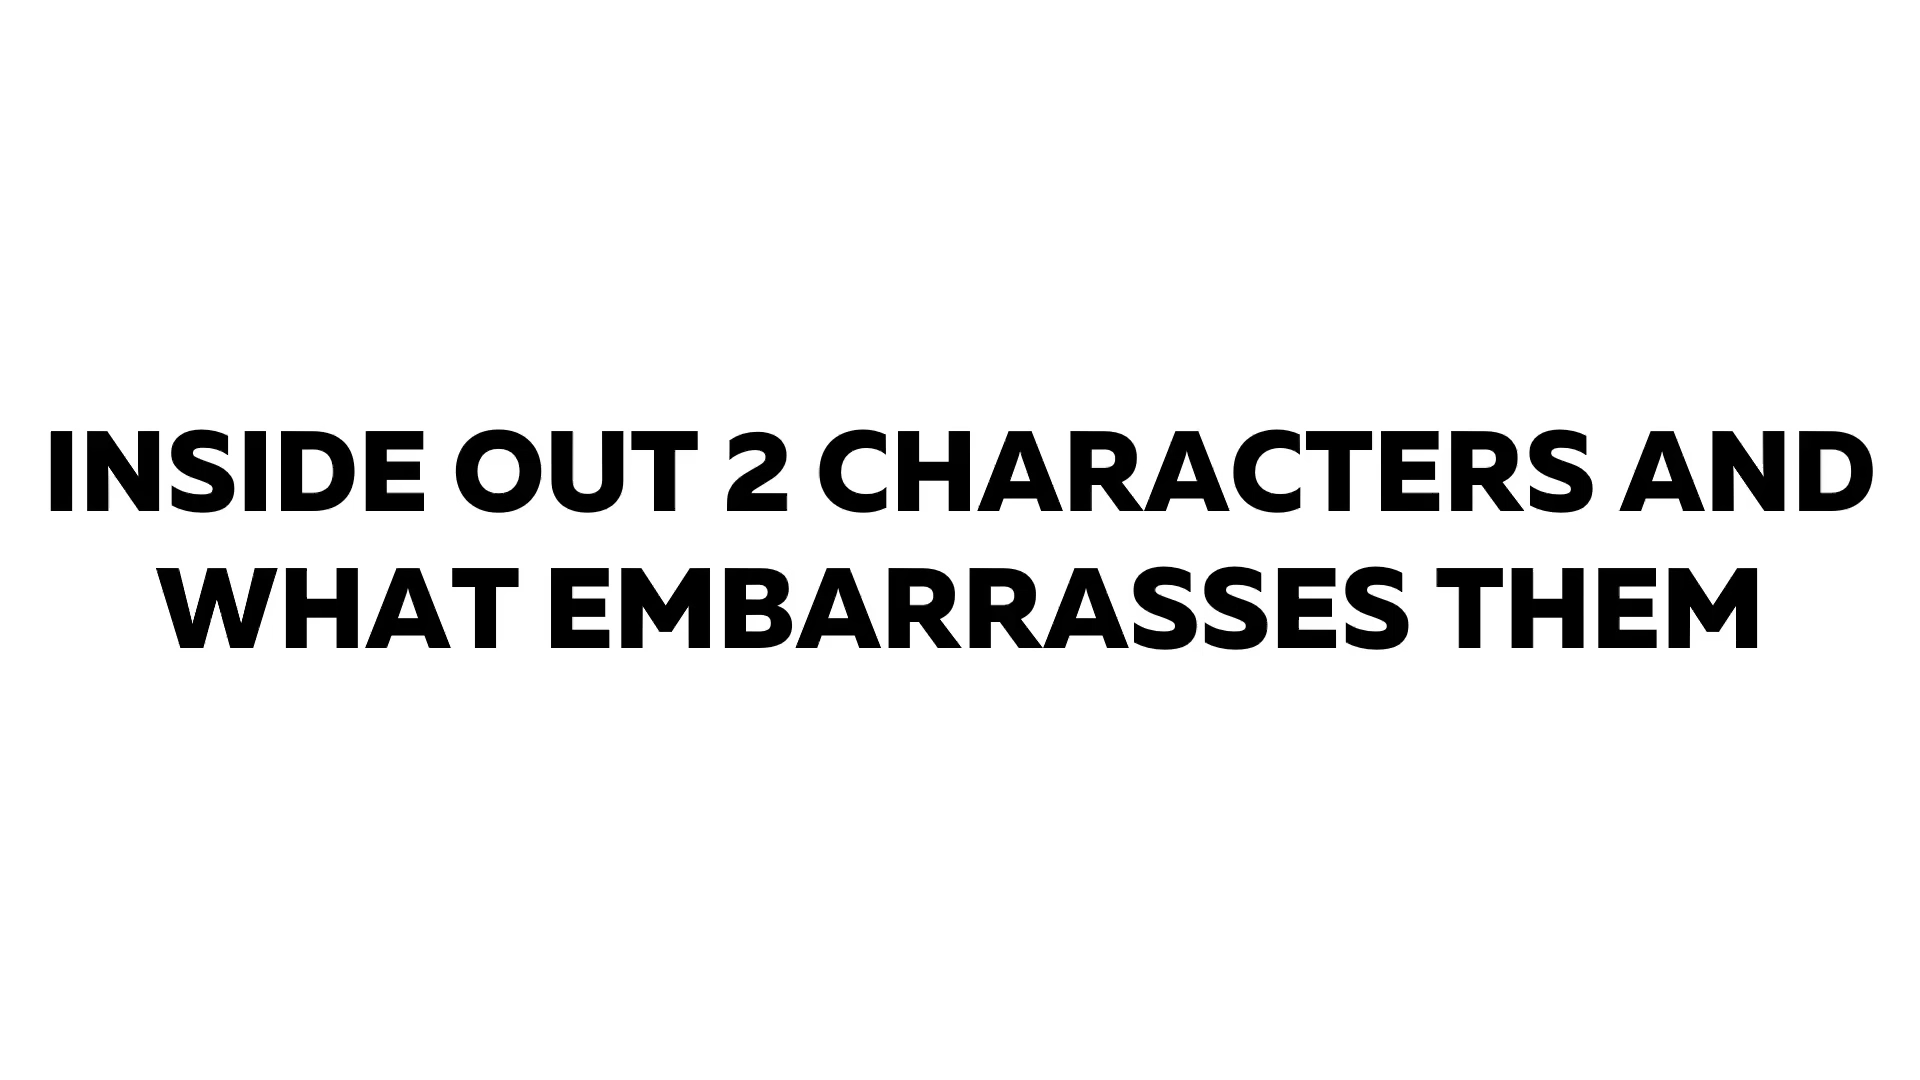 INSIDE OUT 2 CHARACTERS AND
WHAT EMBARRASSES THEM